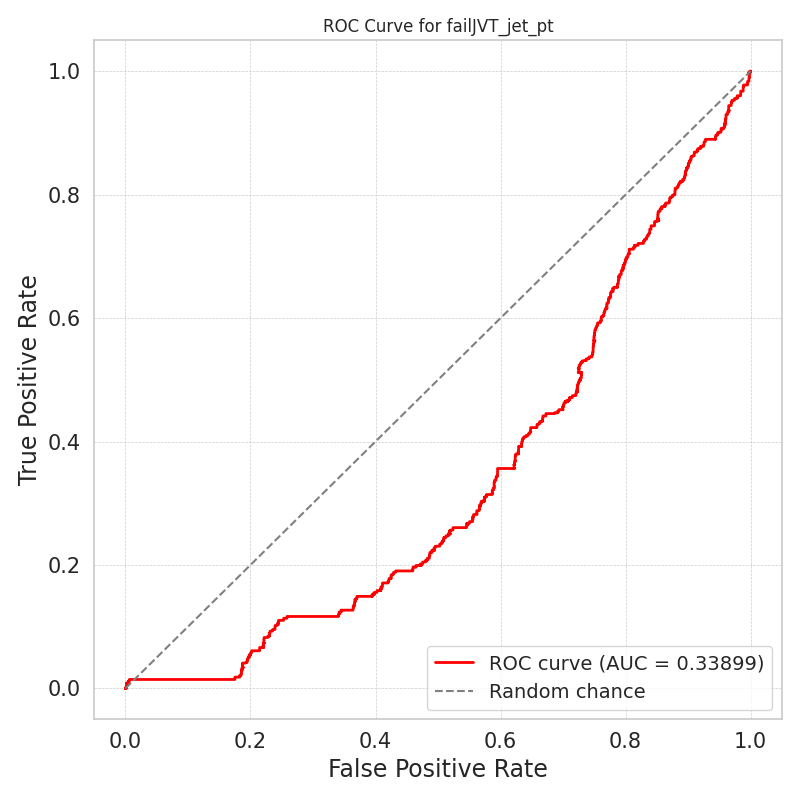 ROC Curve for failJVT_jet_pt
True Positive Rate
1.0
0.8
0.6
0.4
0.2
0.0
ROC curve (AUC = 0.33899)
Random chance
0.0 0.2 0.4 0.6 0.8 1.0
False Positive Rate